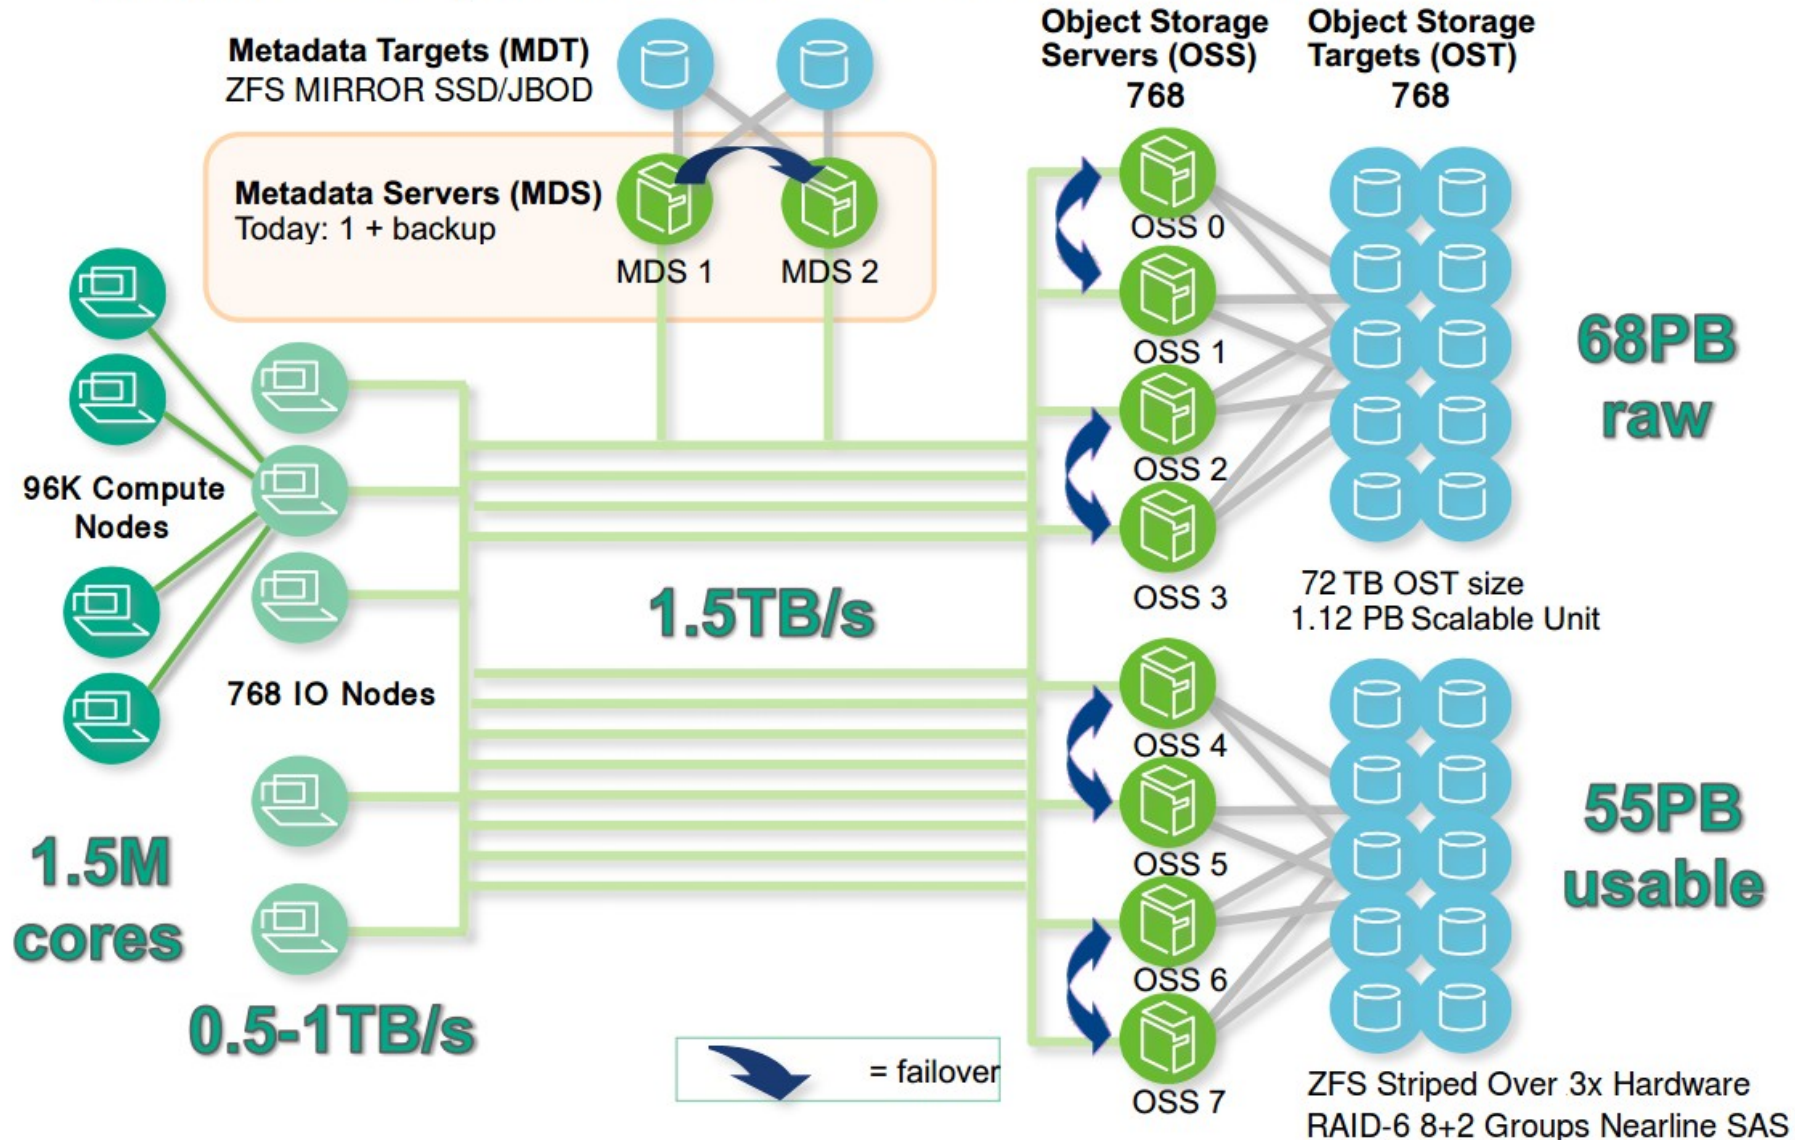 Metadata Targets (MDT)
ZFS MIRROR SSD/JBOD
Object Storage
Servers (OSS)
768
Object Storage
Targets (OST)
768
Metadata Servers (MDS)
Today: 1 + backup
MDS 1
MDS 2
OSS 0
OSS 1
OSS 2
OSS 3
68PB
raw
96K Compute
Nodes
1.5TB/s
72 TB OST size
1.12 PB Scalable Unit
768 IO Nodes
OSS 4
OSS 5
OSS 6
OSS 7
55PB
usable
1.5M
cores
0.5-1TB/s
= failover
ZFS Striped Over 3x Hardware
RAID-6 8+2 Groups Nearline SAS